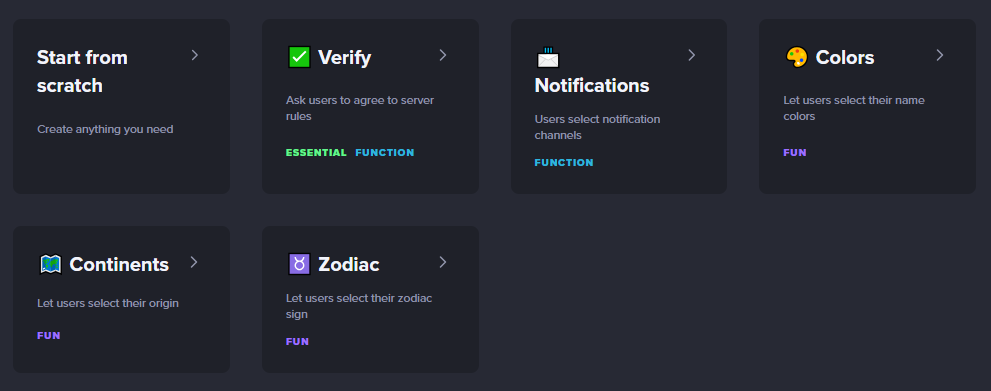 Start from
scratch
Create anything you need
Verify
Ask users to agree to server
rules
ESSENTIAL FUNCTION
Notifications
Users select notification
channels
FUNCTION
Colors
Let users select their name
colors
FUN
Continents
Let users select their origin
FUN
Zodiac
Let users select their zodiac
sign
FUN